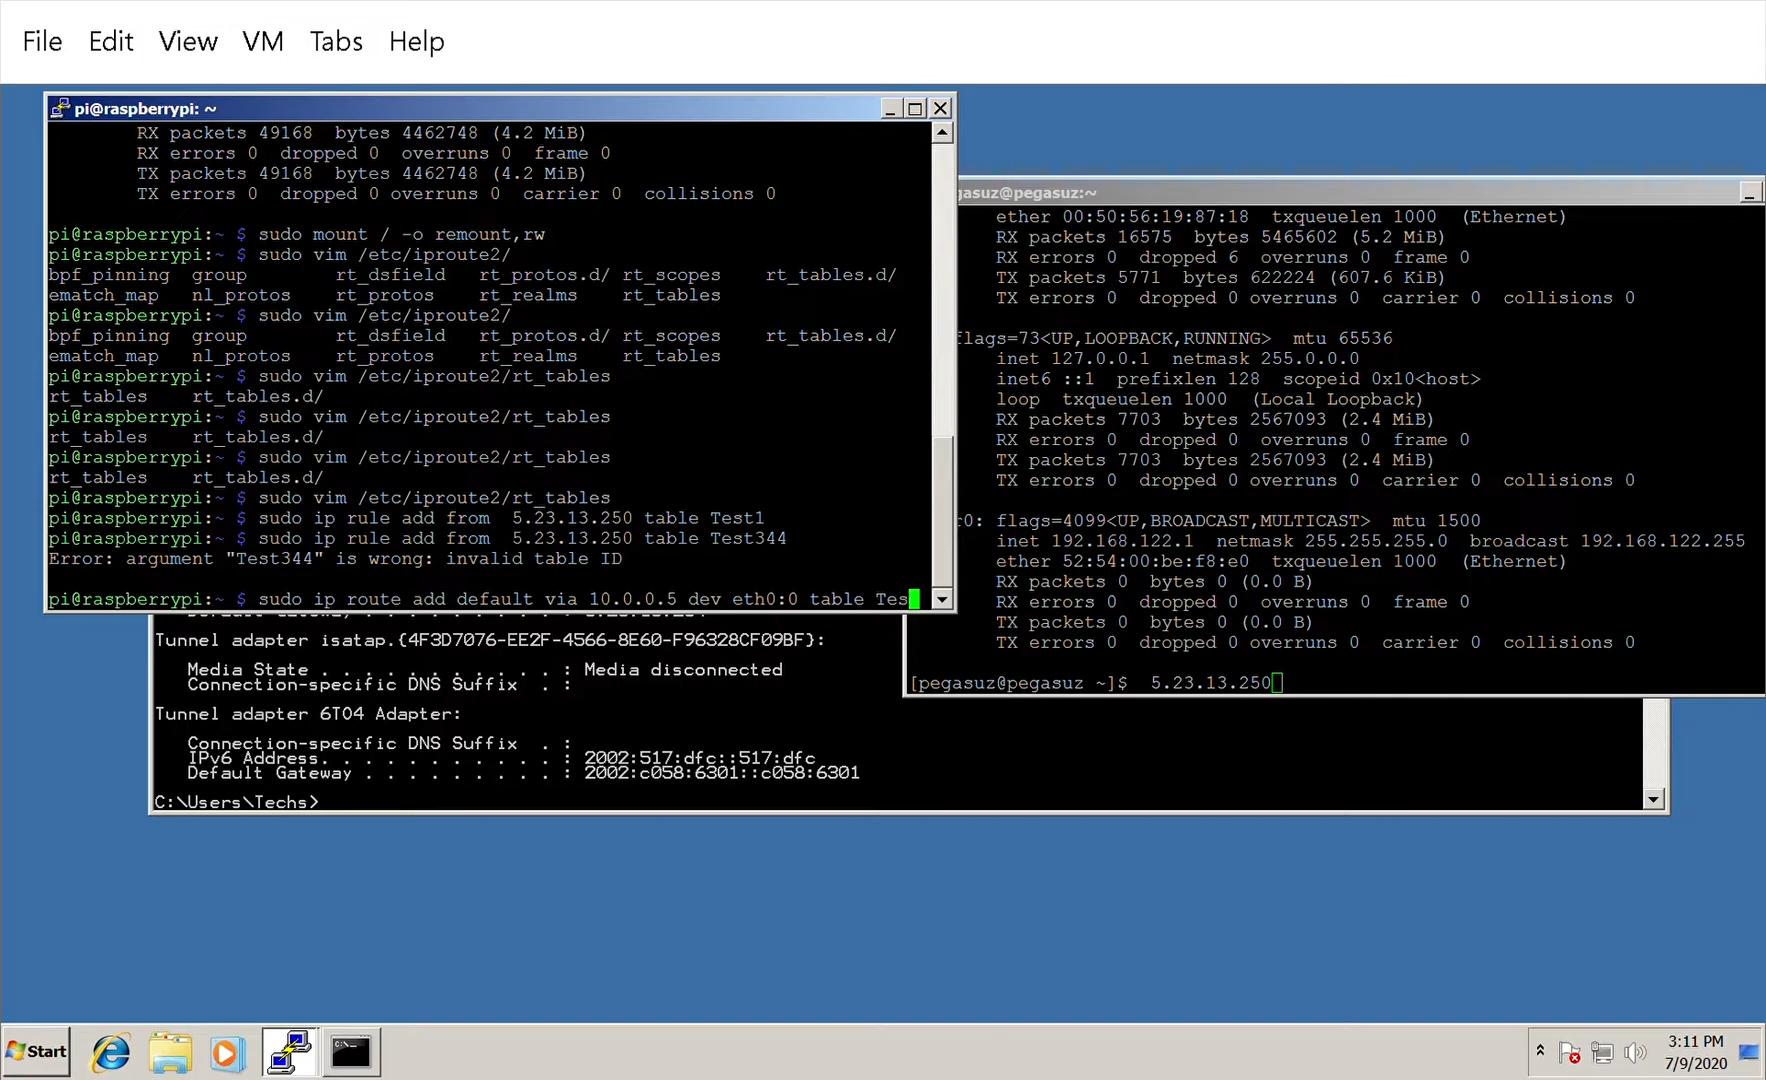 File Edit View VM Tabs Help
pi@raspberrypi: ~
RX packets 49168  bytes 4462748 (4.2 MiB)
RX errors 0  dropped 0  overruns 0  frame 0
TX packets 49168  bytes 4462748 (4.2 MiB)
TX errors 0  dropped 0 overruns 0  carrier 0  collisions 0
pi@raspberrypi:~ $ sudo mount / -o remount,rw
pi@raspberrypi:~ $ sudo vim /etc/iproute2/
bpf_pinning  group        rt_dsfield   rt_protos.d/ rt_scopes    rt_tables.d/
ematch_map   nl_protos    rt_protos    rt_realms    rt_tables
pi@raspberrypi:~ $ sudo vim /etc/iproute2/
bpf_pinning  group        rt_dsfield   rt_protos.d/ rt_scopes    rt_tables.d/
ematch_map   nl_protos    rt_protos    rt_realms    rt_tables
pi@raspberrypi:~ $ sudo vim /etc/iproute2/rt_tables
rt_tables    rt_tables.d/
pi@raspberrypi:~ $ sudo vim /etc/iproute2/rt_tables
rt_tables    rt_tables.d/
pi@raspberrypi:~ $ sudo vim /etc/iproute2/rt_tables
rt_tables    rt_tables.d/
pi@raspberrypi:~ $ sudo vim /etc/iproute2/rt_tables
pi@raspberrypi:~ $ sudo ip rule add from  5.23.13.250 table Test1
pi@raspberrypi:~ $ sudo ip rule add from  5.23.13.250 table Test344
Error: argument "Test344" is wrong: invalid table ID
pi@raspberrypi:~ $ sudo ip route add default via 10.0.0.5 dev eth0:0 table Tes
gasuz@pegasuz:~
ether 00:50:56:19:87:18  txqueuelen 1000  (Ethernet)
RX packets 16575  bytes 5465602 (5.2 MiB)
RX errors 0  dropped 6  overruns 0  frame 0
TX packets 5771  bytes 622224 (607.6 KiB)
TX errors 0  dropped 0 overruns 0  carrier 0  collisions 0
flags=73<UP,LOOPBACK,RUNNING>  mtu 65536
inet 127.0.0.1  netmask 255.0.0.0
inet6 ::1  prefixlen 128  scopeid 0x10<host>
loop  txqueuelen 1000  (Local Loopback)
RX packets 7703  bytes 2567093 (2.4 MiB)
RX errors 0  dropped 0  overruns 0  frame 0
TX packets 7703  bytes 2567093 (2.4 MiB)
TX errors 0  dropped 0 overruns 0  carrier 0  collisions 0
r0: flags=4099<UP,BROADCAST,MULTICAST>  mtu 1500
inet 192.168.122.1  netmask 255.255.255.0  broadcast 192.168.122.255
ether 52:54:00:be:f8:e0  txqueuelen 1000  (Ethernet)
RX packets 0  bytes 0 (0.0 B)
RX errors 0  dropped 0  overruns 0  frame 0
TX packets 0  bytes 0 (0.0 B)
TX errors 0  dropped 0 overruns 0  carrier 0  collisions 0
[pegasuz@pegasuz ~]$  5.23.13.250
Tunnel adapter isatap.{4F3D7076-EE2F-4566-8E60-F96328CF09BF}:
Media State . . . . . . . . . . . : Media disconnected
Connection-specific DNS Suffix  . :
Tunnel adapter 6TO4 Adapter:
Connection-specific DNS Suffix  . :
IPv6 Address. . . . . . . . . . . : 2002:517:dfc::517:dfc
Default Gateway . . . . . . . . . : 2002:c058:6301::c058:6301
C:\Users\Techs>
Start
3:11 PM
7/9/2020